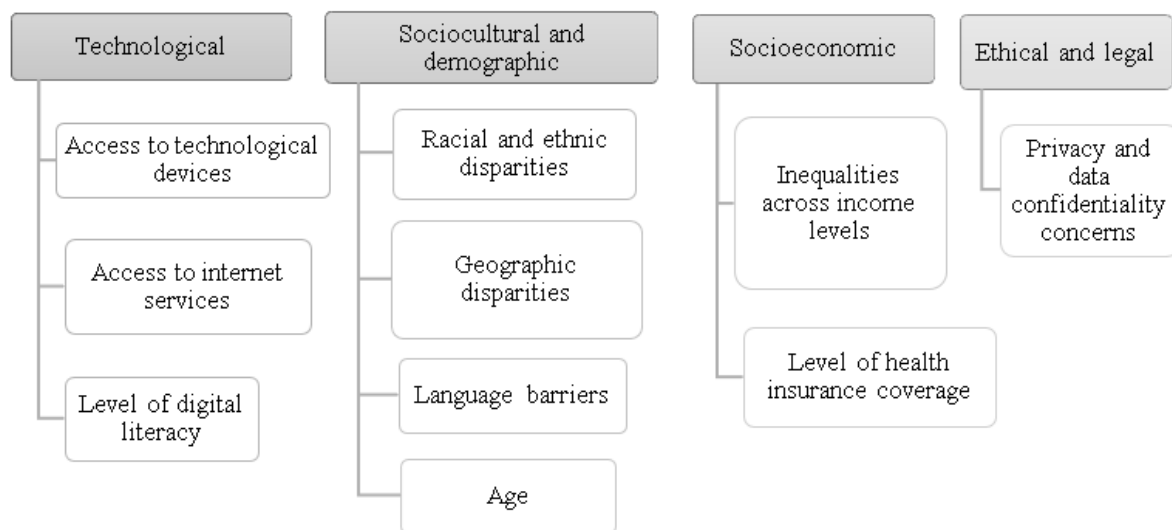 Technological
Access to technological
devices
Access to internet
services
Level of digital
literacy
Sociocultural and
demographic
Racial and ethnic
disparities
Geographic
disparities
Language barriers
Age
Socioeconomic
Inequalities
across income
levels
Level of health
insurance coverage
Ethical and legal
Privacy and
data
confidentiality
concerns